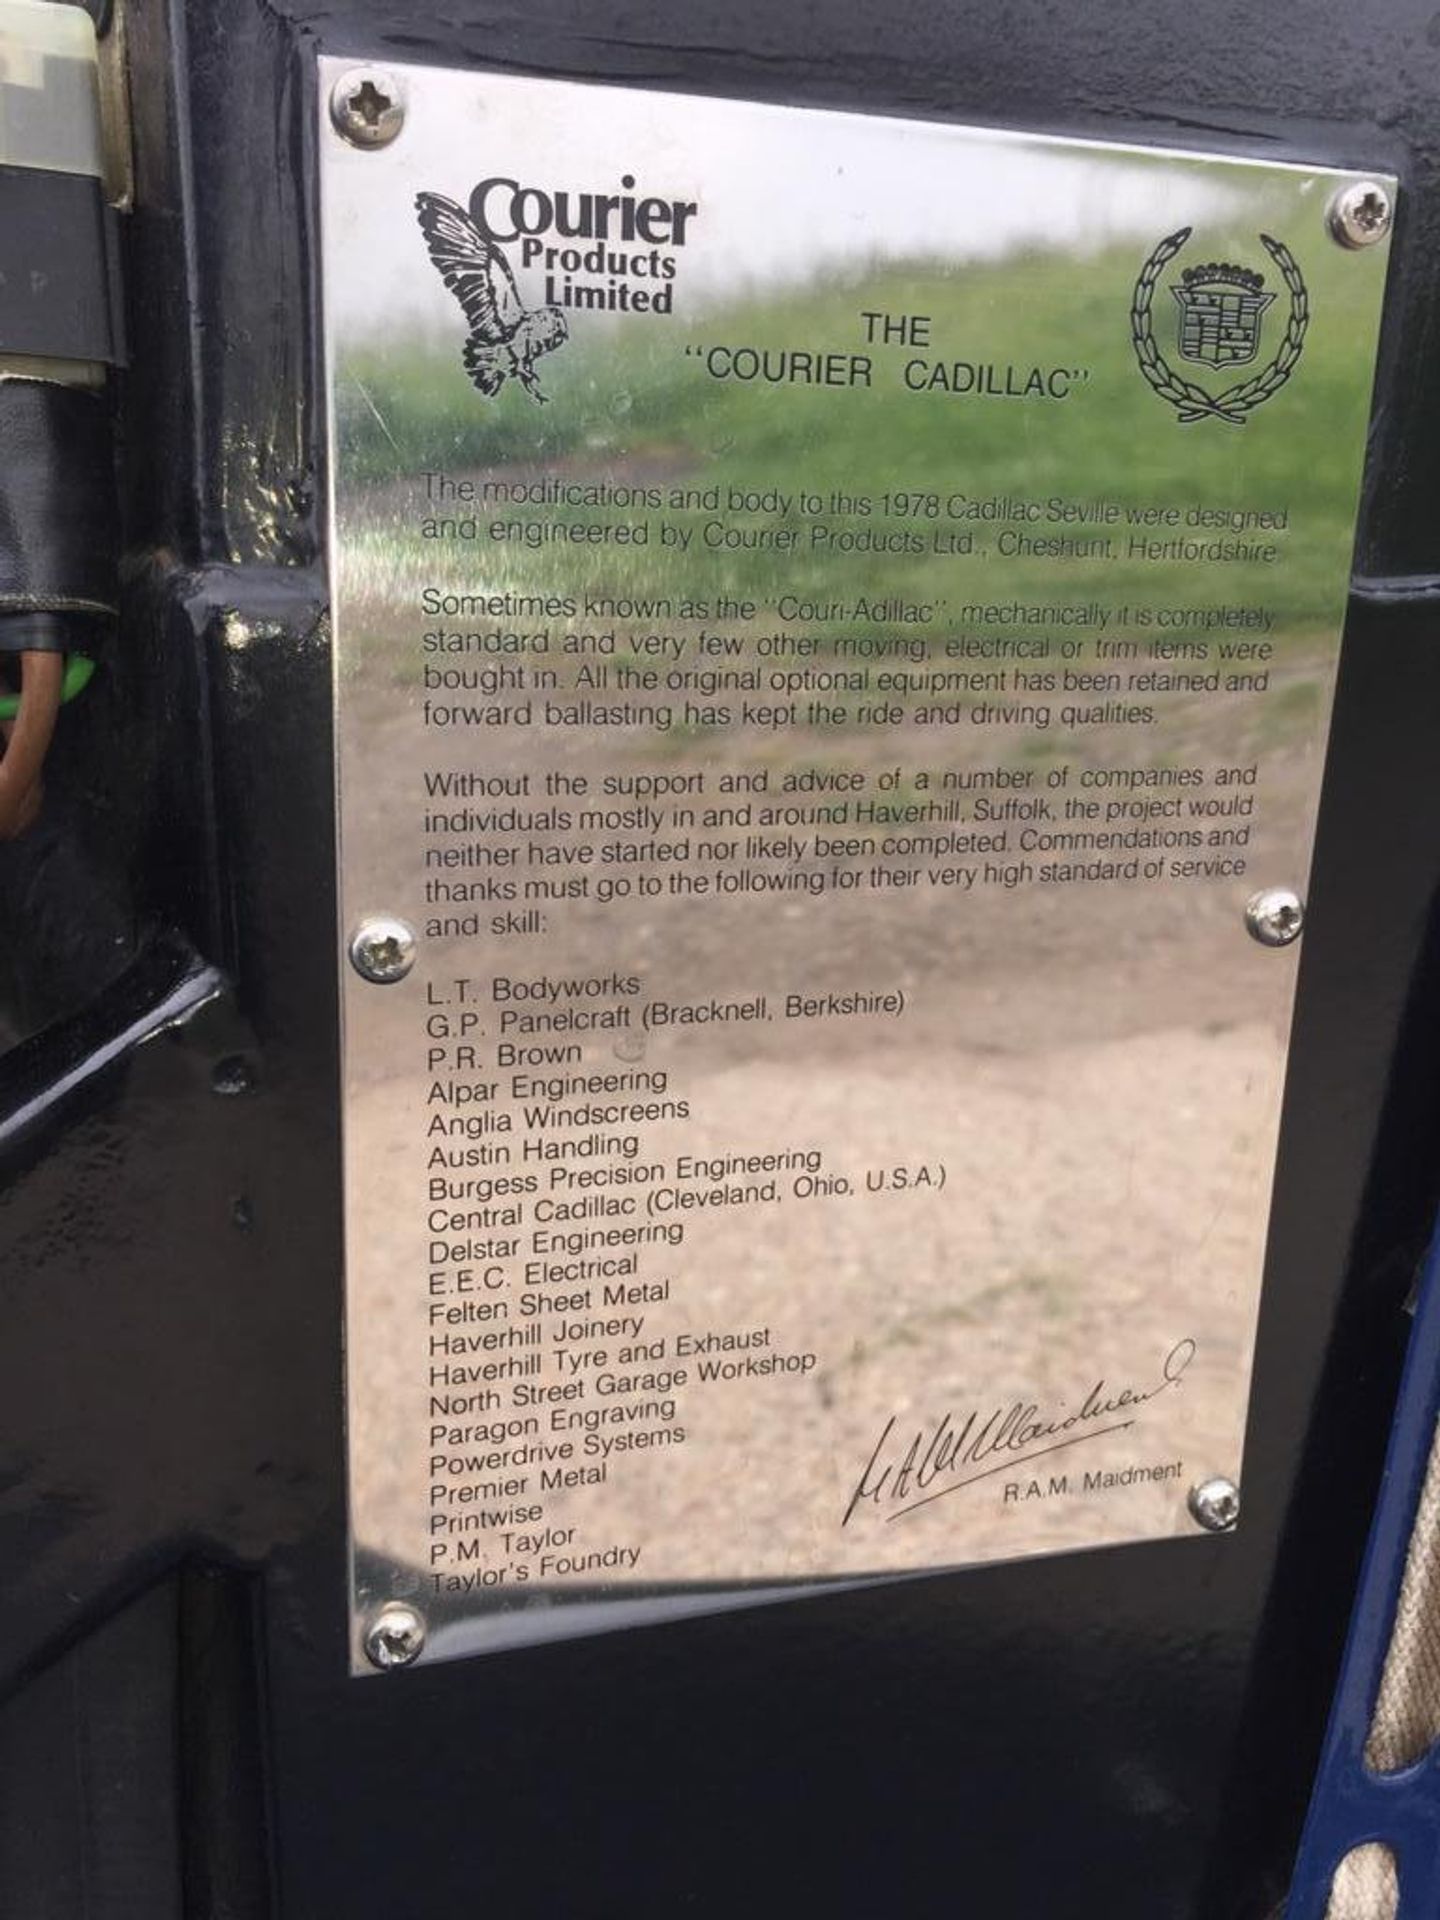 Courier
Products
Limited
THE
"COURIER CADILLAC"
The modifications and body to this 1978 Cadillac Seville were designed
and engineered by Courier Products Ltd., Cheshunt, Hertfordshire
Sometimes known as the "Couri-Adillac", mechanically it is completely
standard and very few other moving, electrical or trim items were
bought in. All the original optional equipment has been retained and
forward ballasting has kept the ride and driving qualities.
Without the support and advice of a number of companies and
individuals mostly in and around Haverhill, Suffolk, the project would
neither have started nor likely been completed. Commendations and
thanks must go to the following for their very high standard of service
and skill:
L.T. Bodyworks
G.P. Panelcraft (Bracknell, Berkshire)
P.R. Brown
Alpar Engineering
Anglia Windscreens
Austin Handling
Burgess Precision Engineering
Central Cadillac (Cleveland, Ohio, U.S.A.)
Delstar Engineering
E.E.C. Electrical
Felten Sheet Metal
Haverhill Joinery
Haverhill Tyre and Exhaust
North Street Garage Workshop
Paragon Engraving
Powerdrive Systems
Premier Metal
Printwise
P.M. Taylor
Taylor's Foundry
R.A.M. Maidment